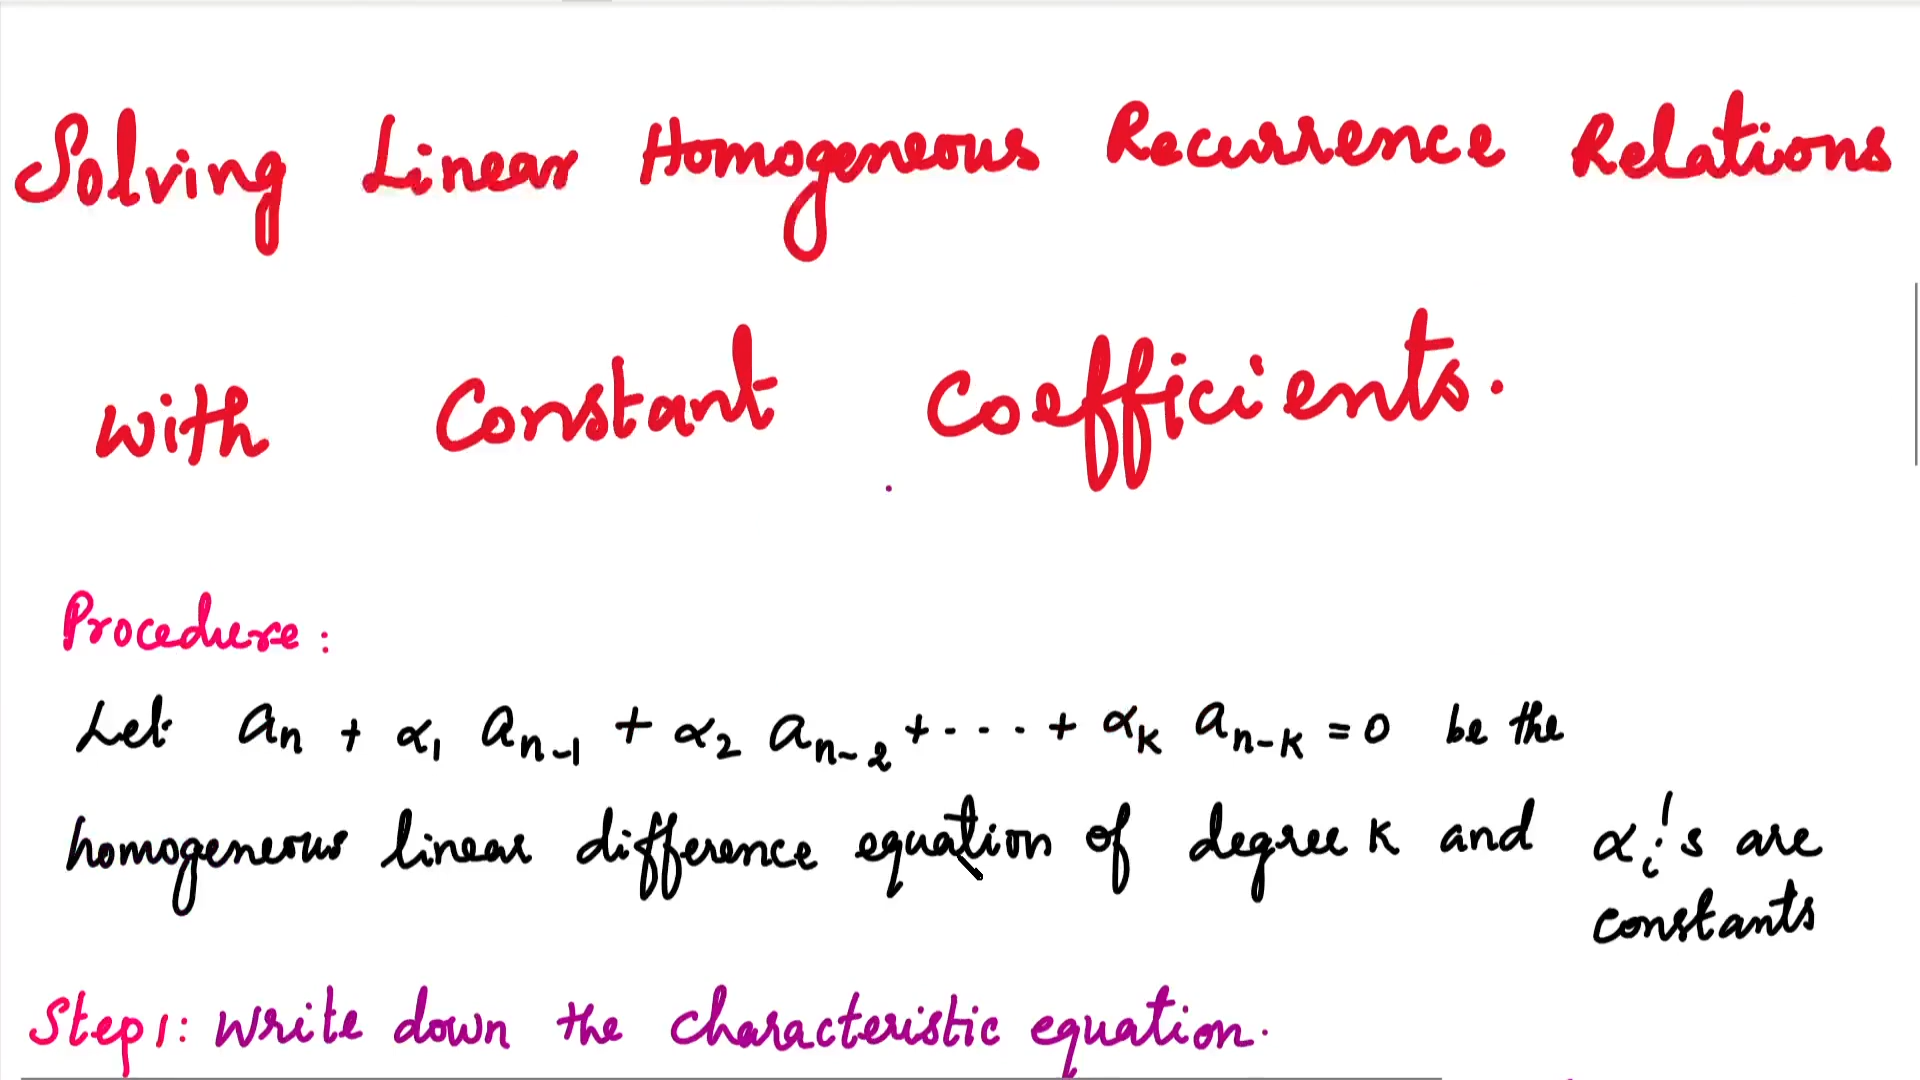 Solving Linear Homogeneous Recurrence Relations
with Constant Coefficients.
Procedure:
Let aₙ + α₁ aₙ₋₁ + α₂ aₙ₋₂ + - - - + αₖ aₙ₋ₖ = 0 be the
homogeneous linear difference equation of degree k and αᵢ's are
constants
Step 1: Write down the characteristic equation.